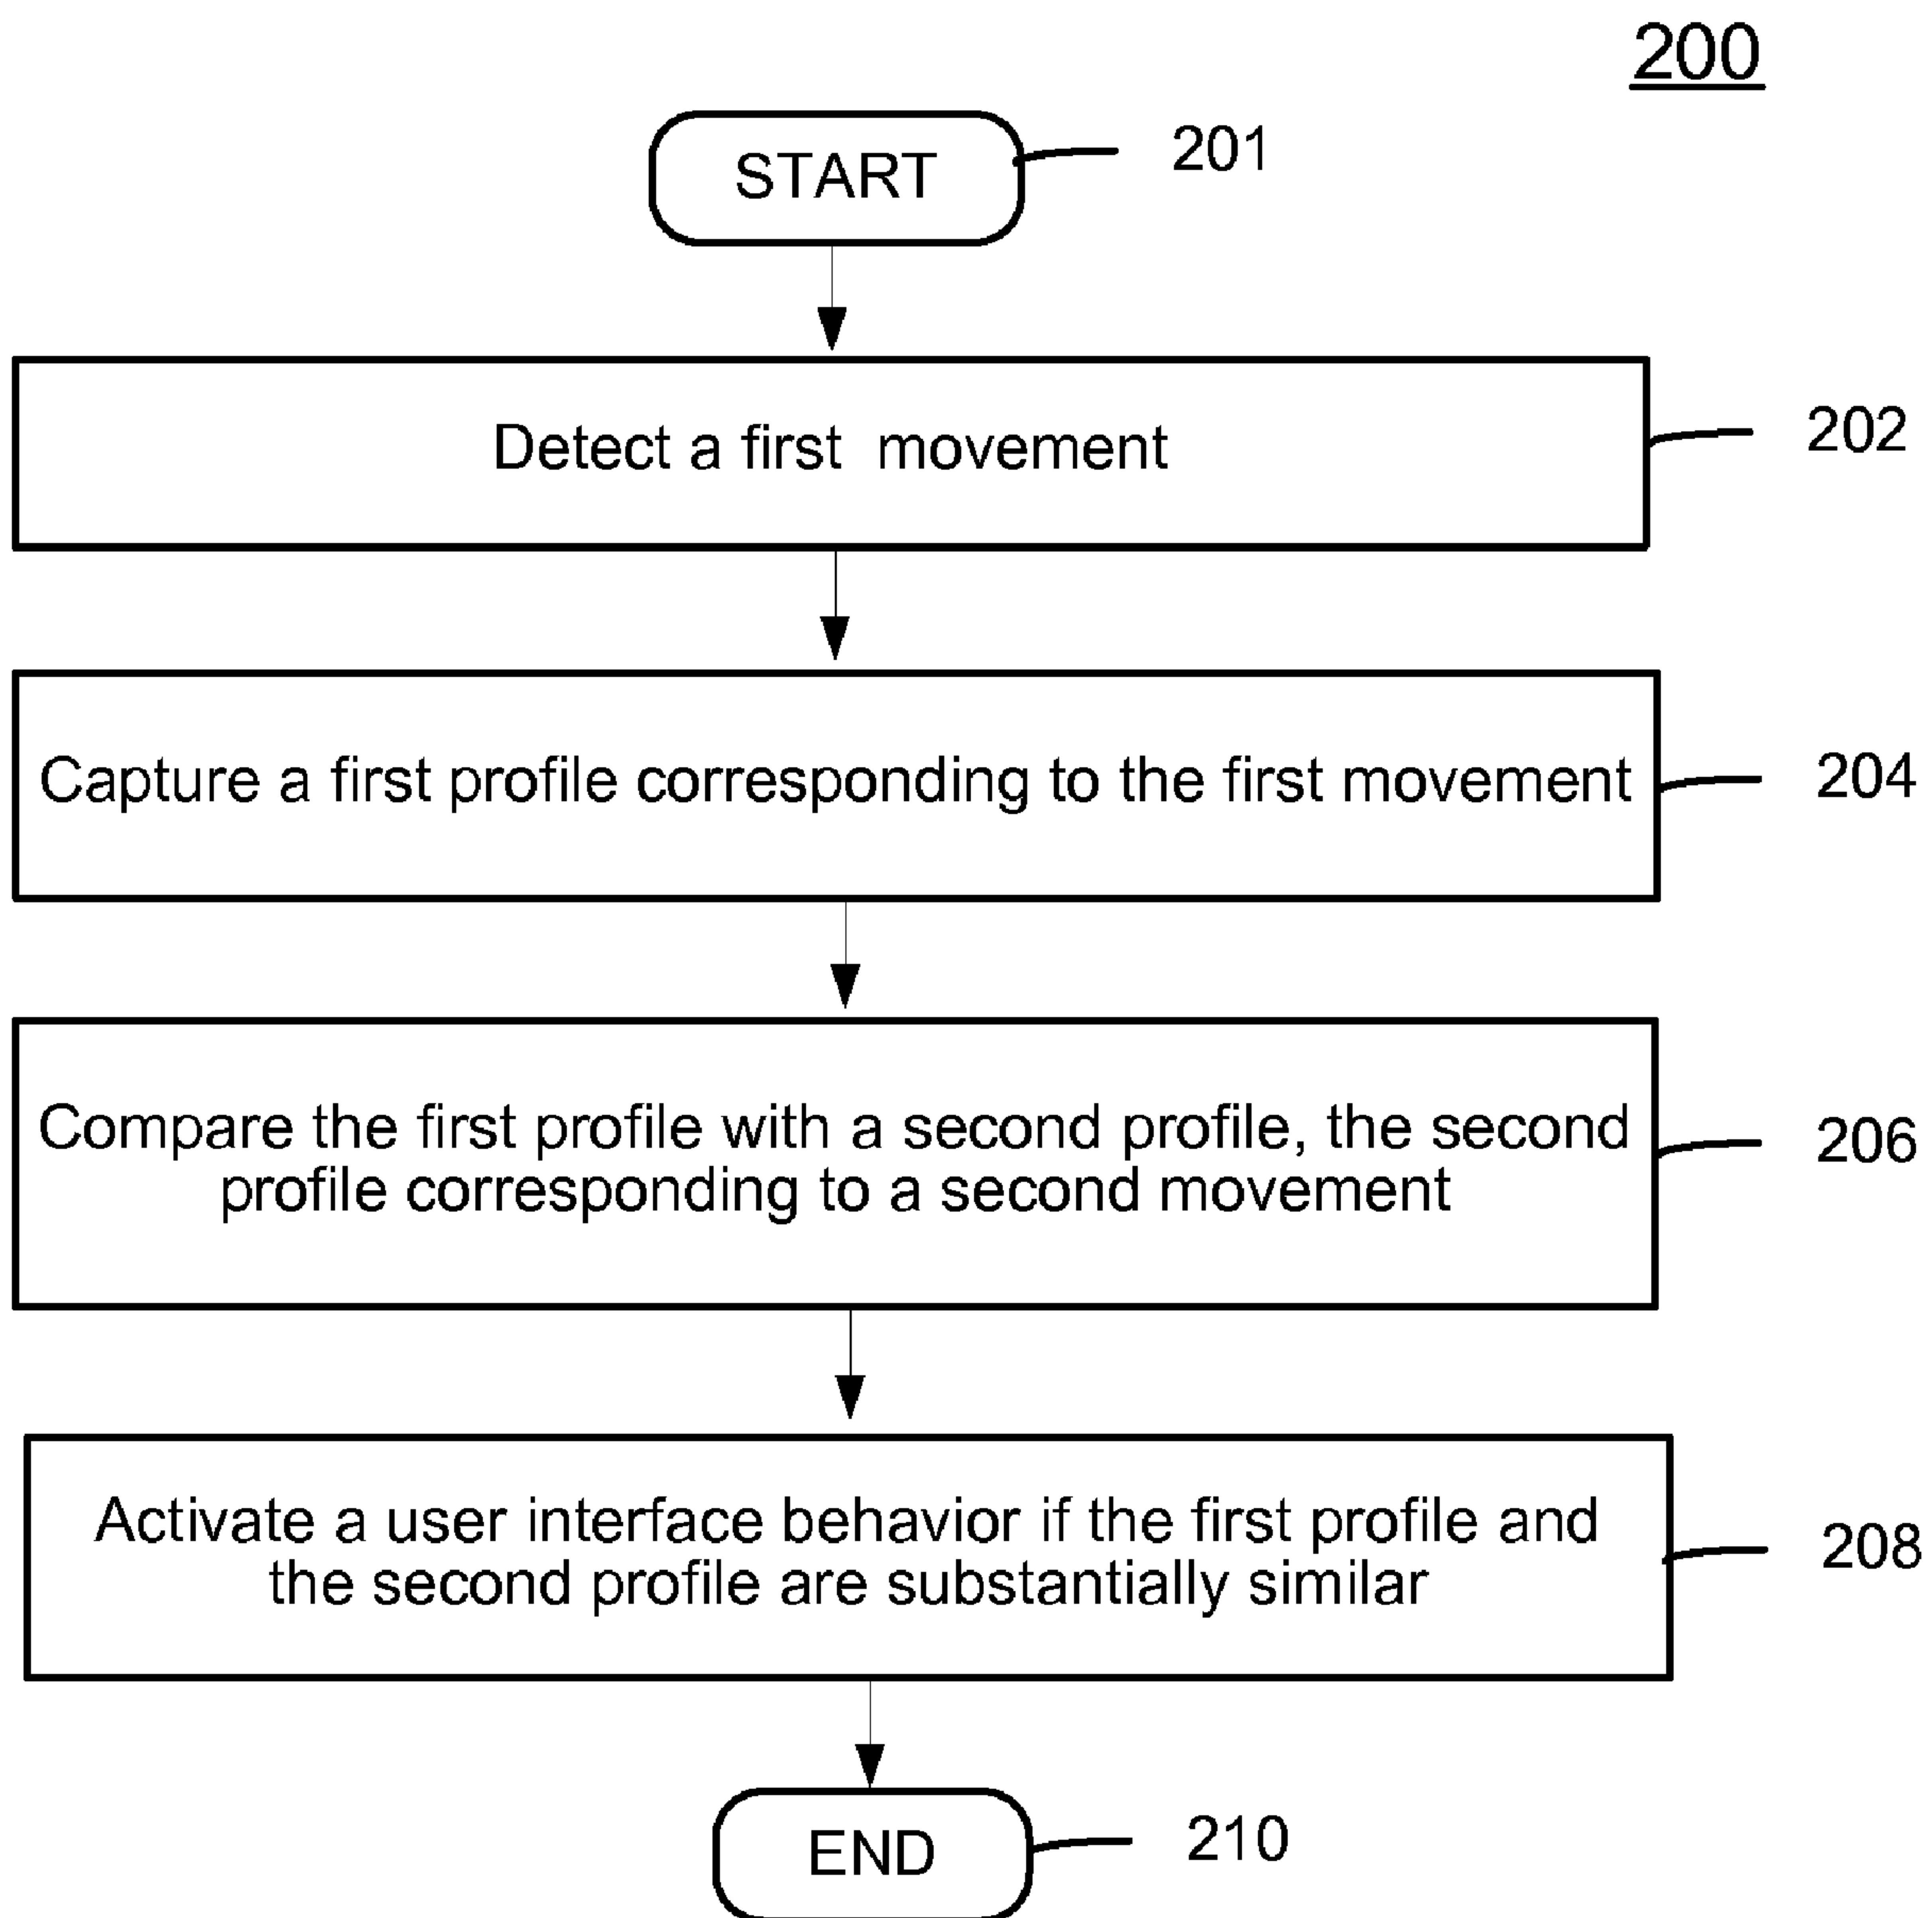 200
START
201
Detect a first movement
202
Capture a first profile corresponding to the first movement
204
Compare the first profile with a second profile, the second
profile corresponding to a second movement
206
Activate a user interface behavior if the first profile and
the second profile are substantially similar
208
END
210